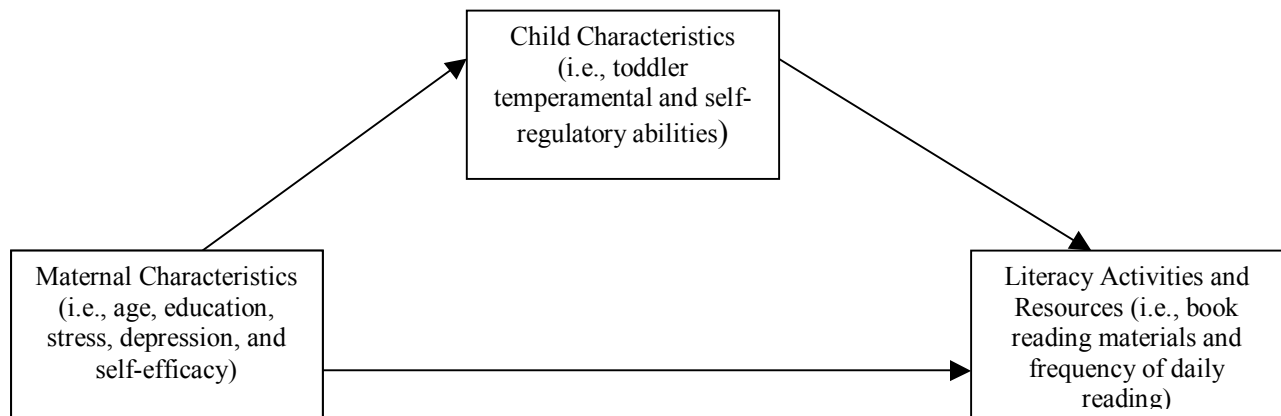 Child Characteristics
(i.e., toddler
temperamental and self-
regulatory abilities)
Maternal Characteristics
(i.e., age, education,
stress, depression, and
self-efficacy)
Literacy Activities and
Resources (i.e., book
reading materials and
frequency of daily
reading)